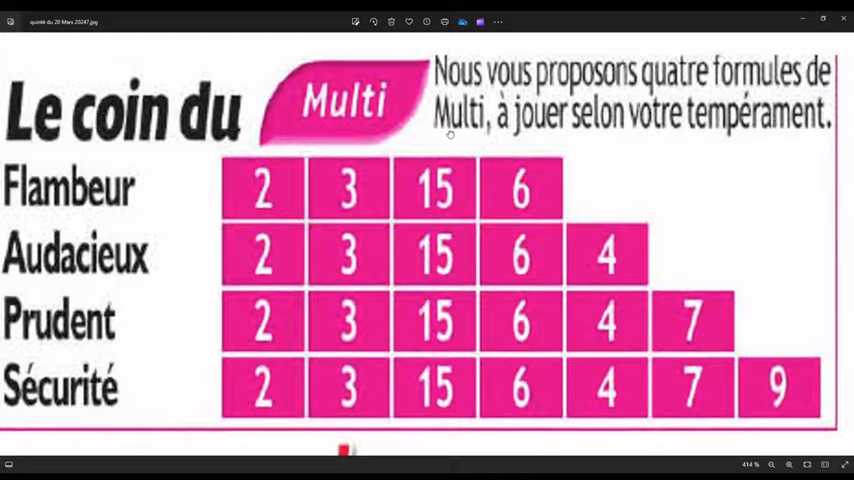 quinté du 20 Mars 20247.jpg
Le coin du Multi
Nous vous proposons quatre formules de
Multi, à jouer selon votre tempérament.
Flambeur 2 3 15 6
Audacieux 2 3 15 6 4
Prudent 2 3 15 6 4 7
Sécurité 2 3 15 6 4 7 9
414 %